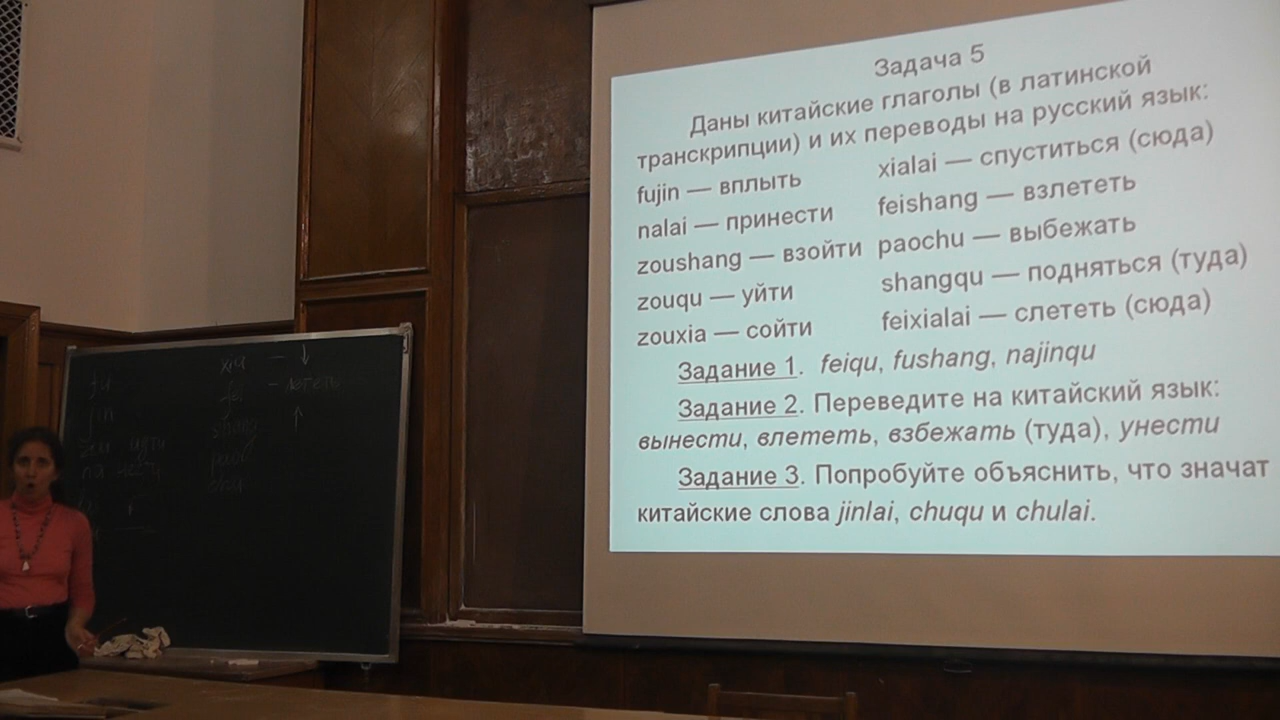 Задача 5
Даны китайские глаголы (в латинской
транскрипции) и их переводы на русский язык:
fujin — вплыть
nalai — принести
zoushang — взойти
zouqu — уйти
zouxia — сойти
xialai — спуститься (сюда)
feishang — взлететь
paochu — выбежать
shangqu — подняться (туда)
feixialai — слететь (сюда)
Задание 1. feiqu, fushang, najinqu
Задание 2. Переведите на китайский язык:
вынести, влететь, взбежать (туда), унести
Задание 3. Попробуйте объяснить, что значат
китайские слова jinlai, chuqu и chulai.
fu
jin
xia — ↓
— лететь
↑